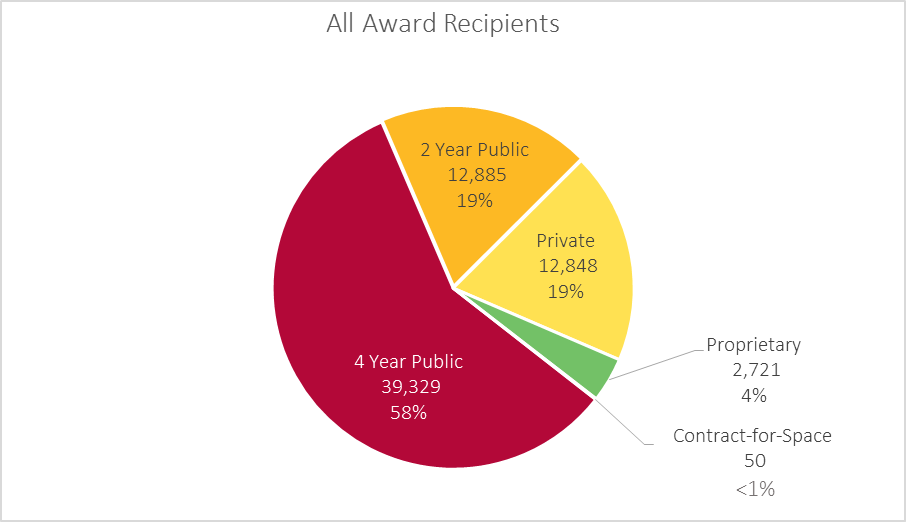 All Award Recipients
2 Year Public
12,885
19%
Private
12,848
19%
Proprietary
2,721
4%
Contract-for-Space
50
<1%
4 Year Public
39,329
58%